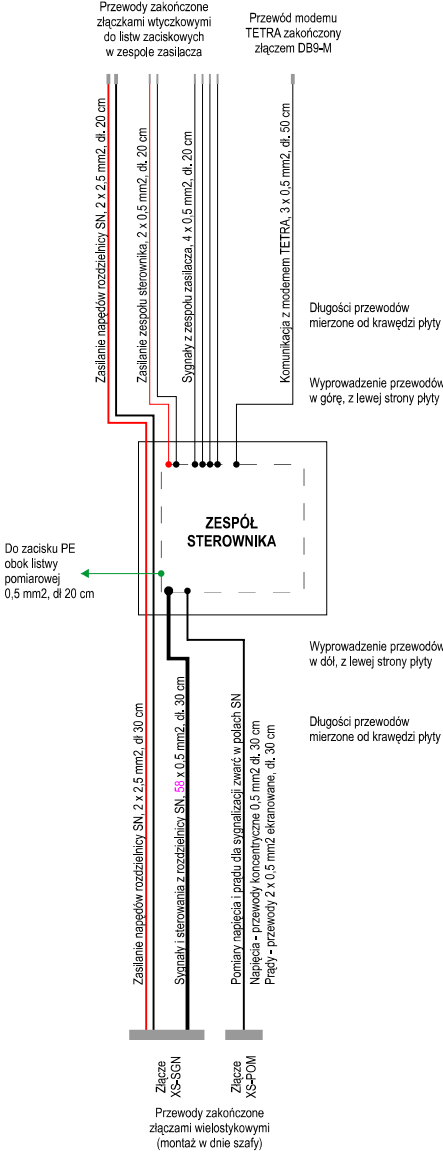 Przewody zakończone
złączkami wtyczkowymi
do listw zaciskowych
w zespole zasilacza
Przewód modemu
TETRA zakończony
złączem DB9-M
Zasilanie napędów rozdzielnicy SN, 2 x 2,5 mm2, dł. 20 cm
Zasilanie zespołu sterownika, 2 x 0,5 mm2, dł. 20 cm
Sygnały z zespołu zasilacza, 4 x 0,5 mm2, dł. 20 cm
Komunikacja z modemem TETRA, 3 x 0,5 mm2, dł. 50 cm
Długości przewodów
mierzone od krawędzi płyty
Wyprowadzenie przewodów
w górę, z lewej strony płyty
ZESPÓŁ
STEROWNIKA
Do zacisku PE
obok listwy
pomiarowej
0,5 mm2, dł 20 cm
Wyprowadzenie przewodów
w dół, z lewej strony płyty
Długości przewodów
mierzone od krawędzi płyty
Zasilanie napędów rozdzielnicy SN, 2 x 2,5 mm2, dł 30 cm
Sygnały i sterowania z rozdzielnicy SN, 58 x 0,5 mm2, dł. 30 cm
Pomiary napięcia i prądu dla sygnalizacji zwarć w polach SN
Napięcia - przewody koncentryczne 0,5 mm2 dł. 30 cm
Prądy - przewody 2 x 0,5 mm2 ekranowane, dł. 30 cm
Złącze
XS-SGN
Złącze
XS-POM
Przewody zakończone
złączami wielostykowymi
(montaż w dnie szafy)